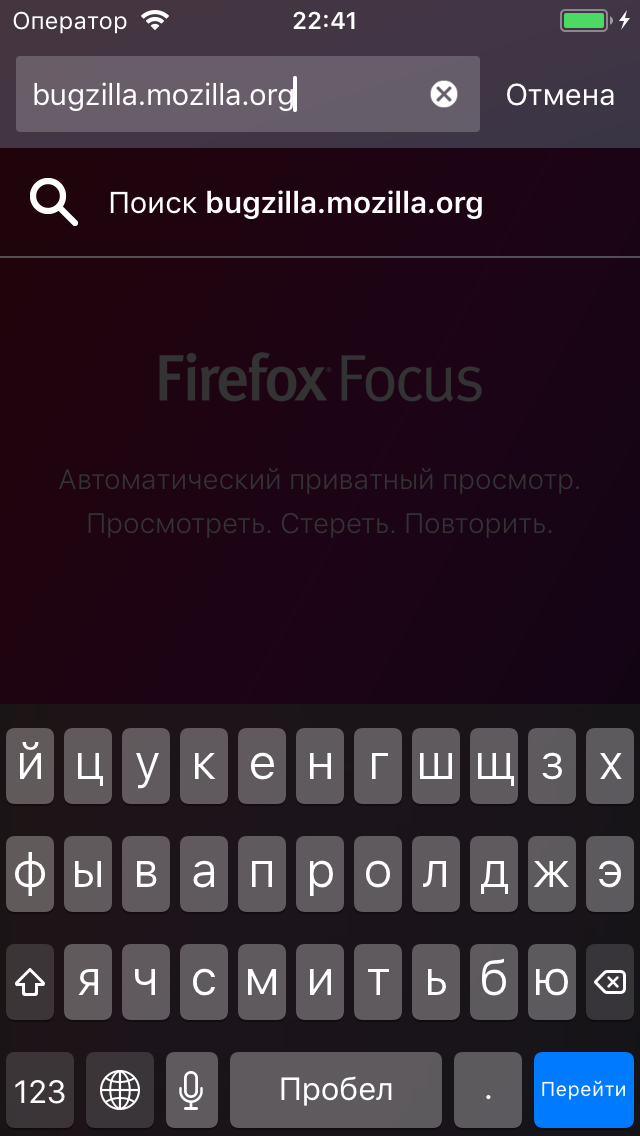 Оператор 22:41
bugzilla.mozilla.org Отмена
Поиск bugzilla.mozilla.org
Firefox Focus
Автоматический приватный просмотр.
Просмотреть. Стереть. Повторить.
й ц у к е н г ш щ з х
ф ы в а п р о л д ж э
я ч с м и т ь б ю
123 Пробел . Перейти